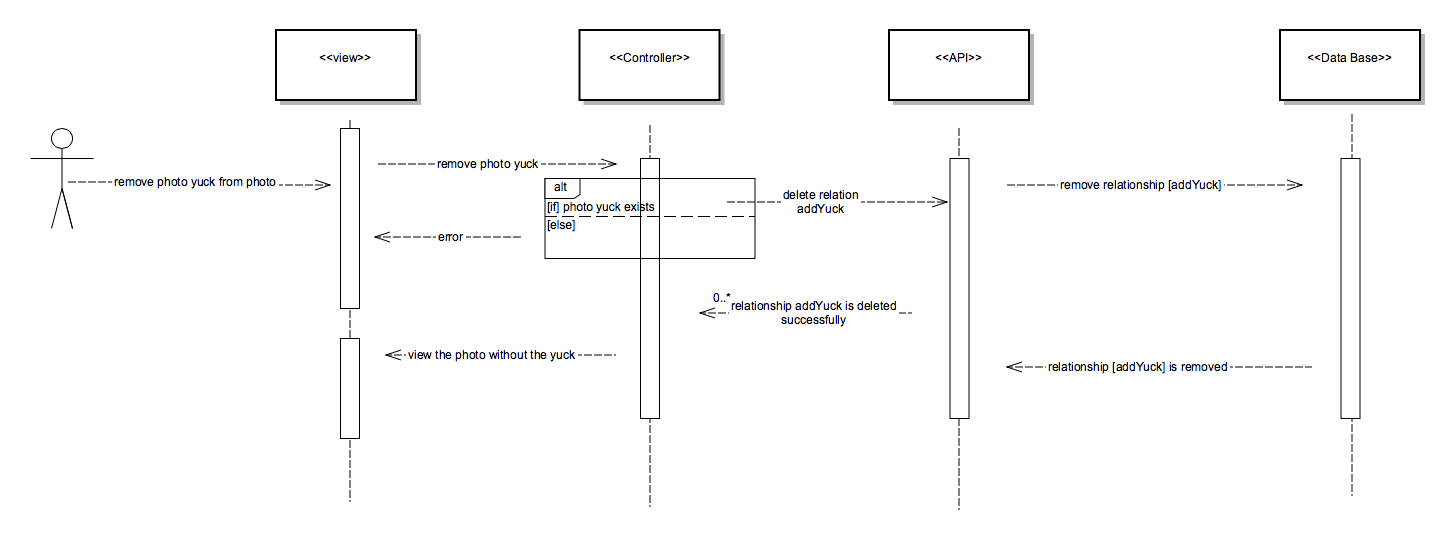 <<view>>
<<Controller>>
<<API>>
<<Data Base>>
remove photo yuck
remove photo yuck from photo
alt
remove relationship [addYuck]
delete relation
addYuck
[if] photo yuck exists
[else]
error
0..*
relationship addYuck is deleted
successfully
view the photo without the yuck
relationship [addYuck] is removed